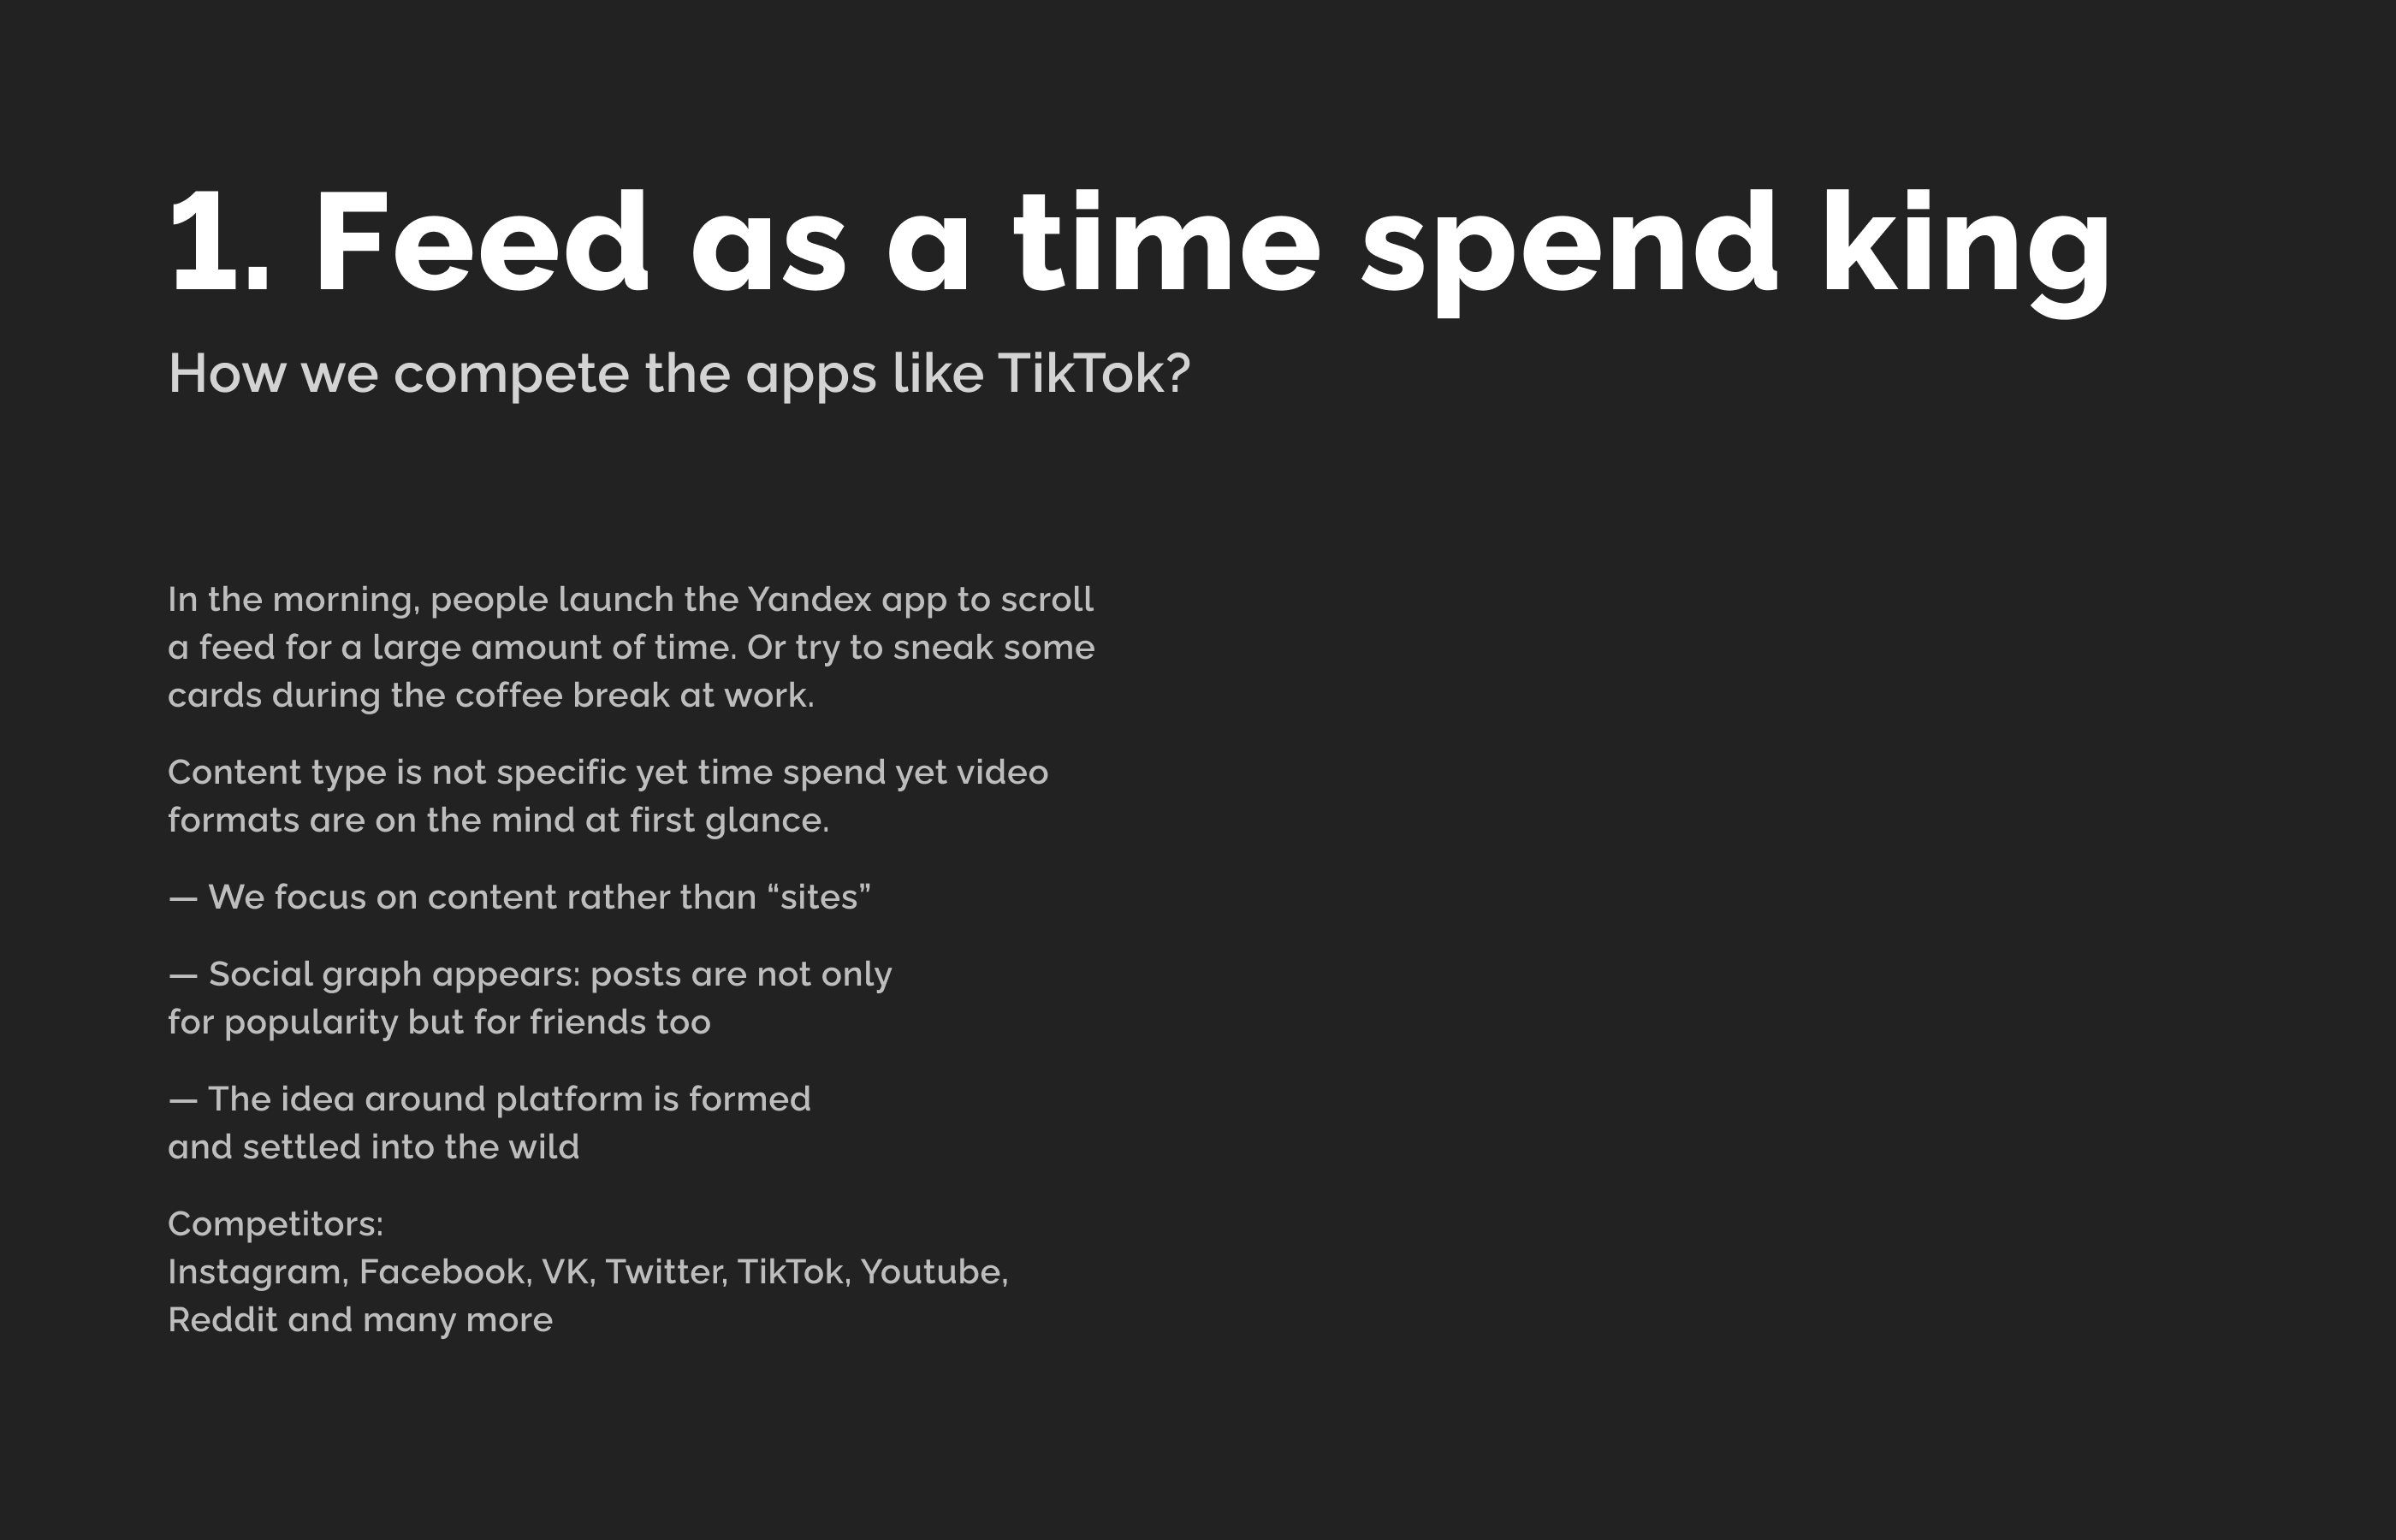 1. Feed as a time spend king
How we compete the apps like TikTok?
In the morning, people launch the Yandex app to scroll
a feed for a large amount of time. Or try to sneak some
cards during the coffee break at work.
Content type is not specific yet time spend yet video
formats are on the mind at first glance.
— We focus on content rather than “sites”
— Social graph appears: posts are not only
for popularity but for friends too
— The idea around platform is formed
and settled into the wild
Competitors:
Instagram, Facebook, VK, Twitter, TikTok, Youtube,
Reddit and many more